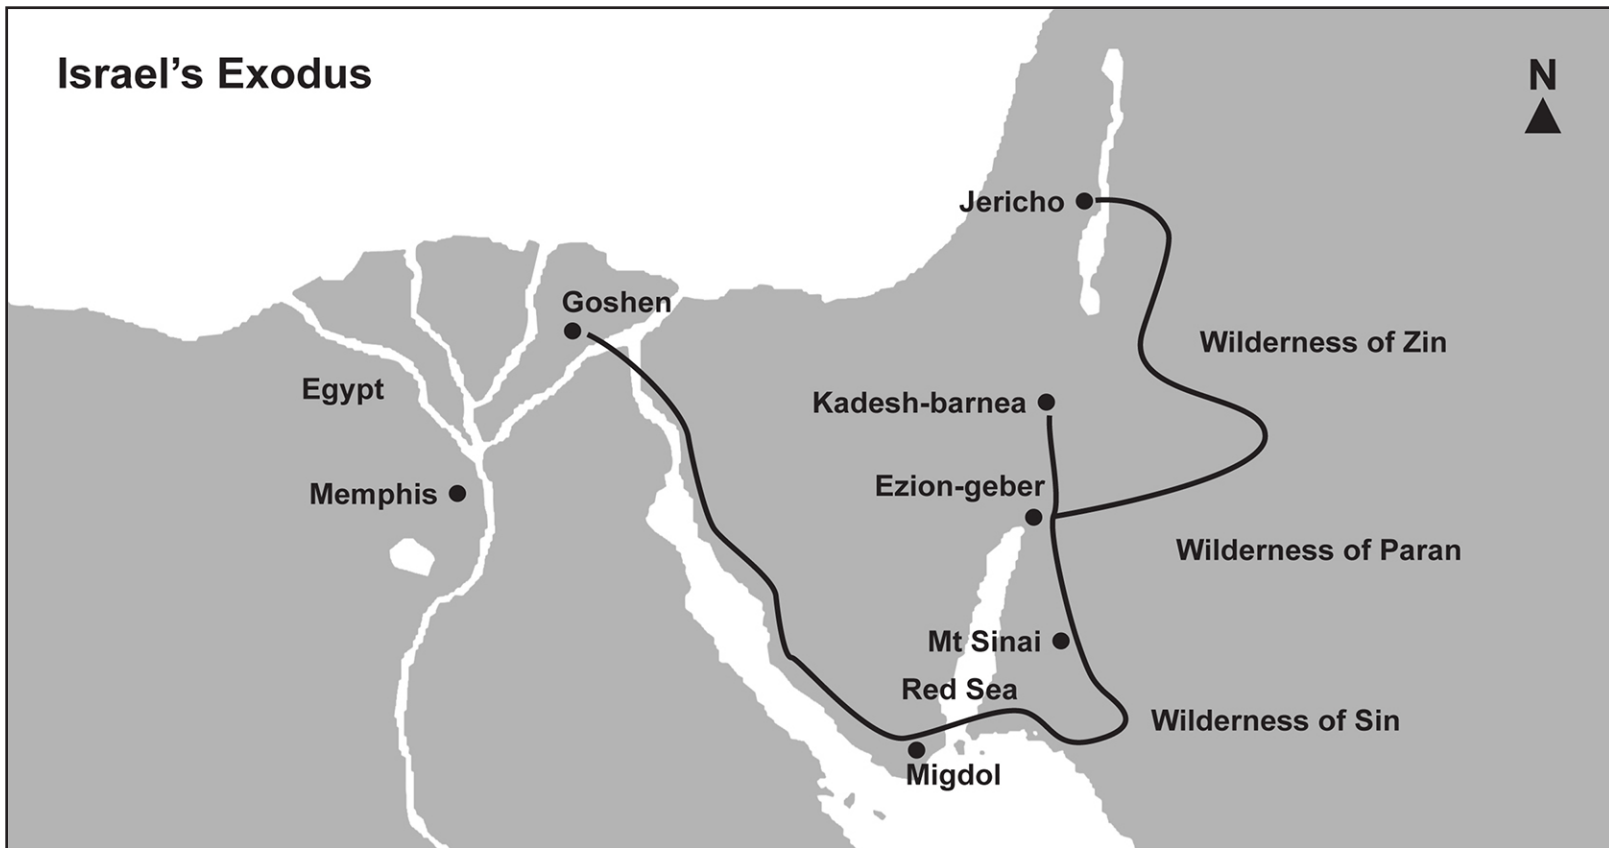 Israel’s Exodus
N
Jericho
Goshen
Wilderness of Zin
Egypt
Kadesh-barnea
Ezion-geber
Memphis
Wilderness of Paran
Mt Sinai
Red Sea
Wilderness of Sin
Migdol